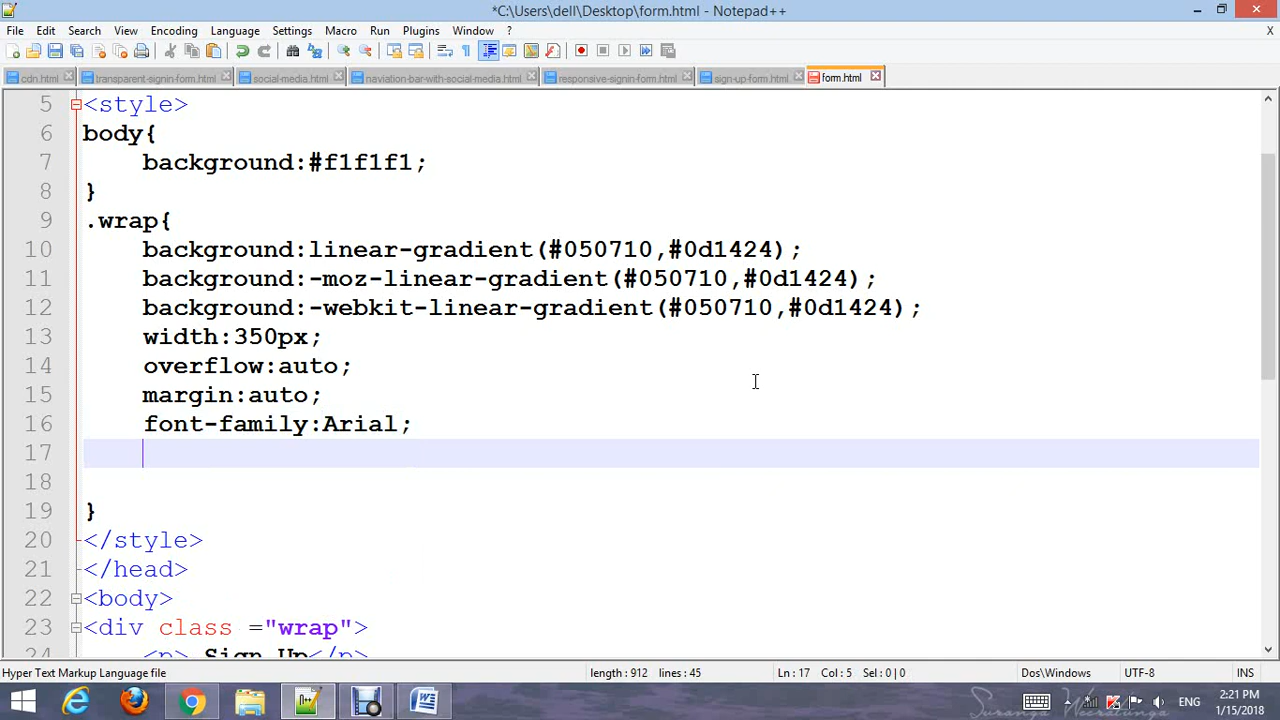 *C:\Users\dell\Desktop\form.html - Notepad++
File Edit Search View Encoding Language Settings Macro Run Plugins Window ? X
cdn.html transparent-signin-form.html social-media.html naviation-bar-with-social-media.html responsive-signin-form.html sign-up-form.html form.html
5 <style>
6 body{
7 background:#f1f1f1;
8 }
9 .wrap{
10 background:linear-gradient(#050710,#0d1424);
11 background:-moz-linear-gradient(#050710,#0d1424);
12 background:-webkit-linear-gradient(#050710,#0d1424);
13 width:350px;
14 overflow:auto;
15 margin:auto;
16 font-family:Arial;
17
18
19 }
20 </style>
21 </head>
22 <body>
23 <div class ="wrap">
24 <p> Sign Up</p>
Hyper Text Markup Language file length : 912 lines : 45 Ln : 17 Col : 5 Sel : 0 | 0 Dos\Windows UTF-8 INS
Suranga Weeratunga
ENG
2:21 PM
1/15/2018